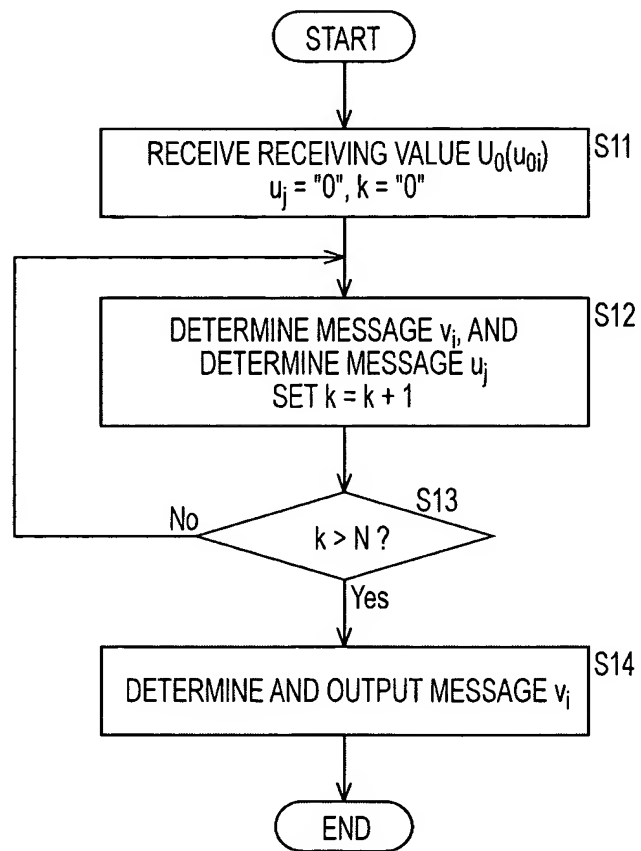 START
RECEIVE RECEIVING VALUE U₀(u₀ᵢ)
uⱼ = "0", k = "0"
S11
DETERMINE MESSAGE vᵢ, AND
DETERMINE MESSAGE uⱼ
SET k = k + 1
S12
S13
k > N ?
No
Yes
DETERMINE AND OUTPUT MESSAGE vᵢ
S14
END